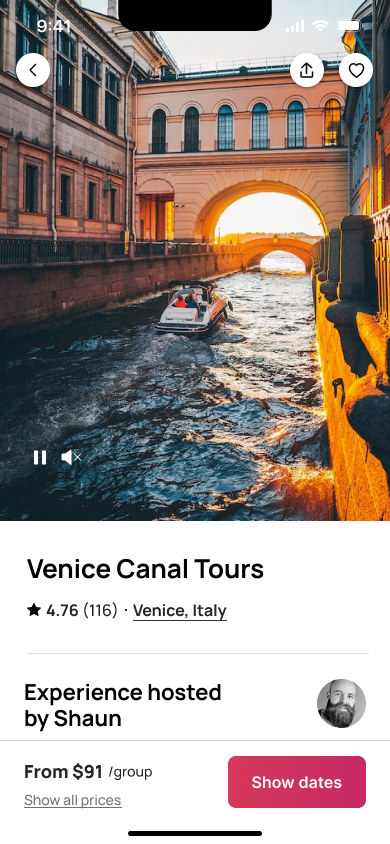 9:41
Venice Canal Tours
4.76 (116) · Venice, Italy
Experience hosted
by Shaun
From $91 /group
Show all prices
Show dates